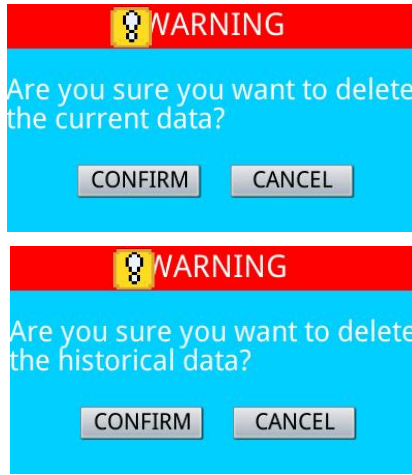 WARNING
Are you sure you want to delete
the current data?
CONFIRM CANCEL
WARNING
Are you sure you want to delete
the historical data?
CONFIRM CANCEL